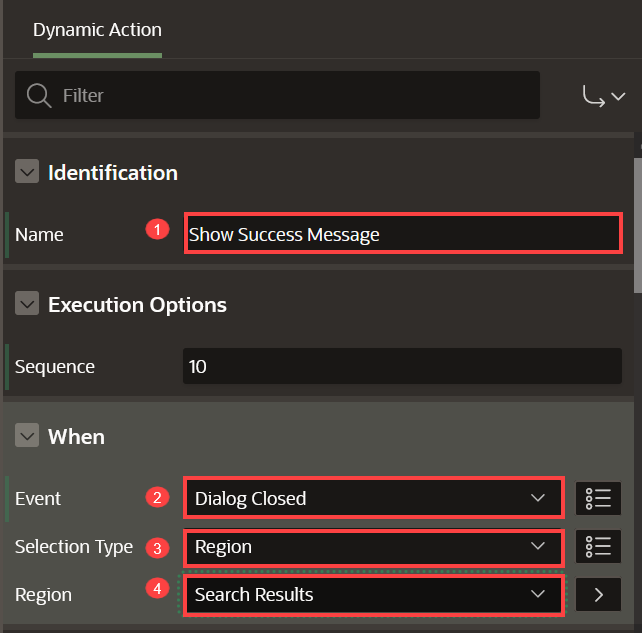 Dynamic Action
Filter
Identification
Name 1 Show Success Message
Execution Options
Sequence 10
When
Event 2 Dialog Closed
Selection Type 3 Region
Region 4 Search Results